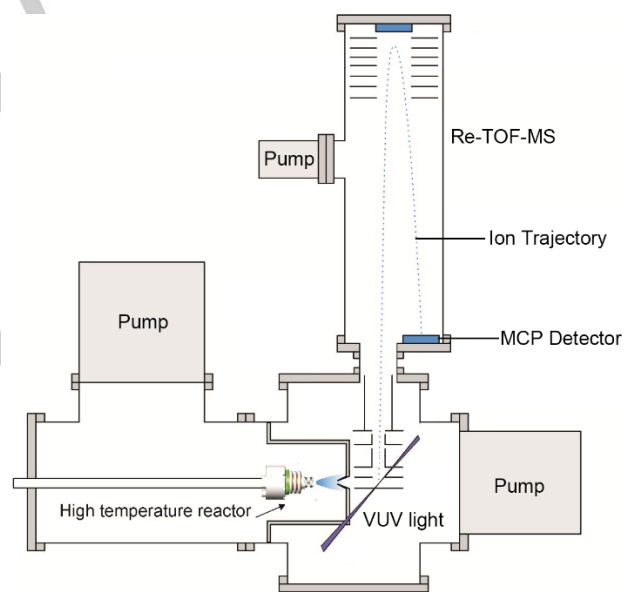 Re-TOF-MS
Pump
Ion Trajectory
Pump
MCP Detector
Pump
High temperature reactor
VUV light